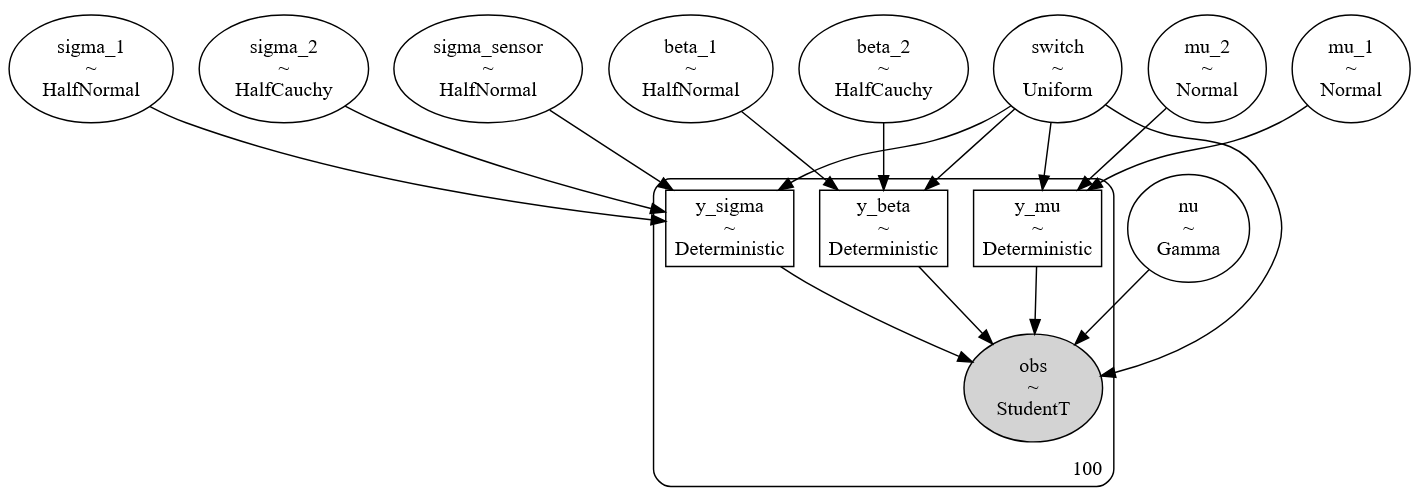 sigma_1
~
HalfNormal
sigma_2
~
HalfCauchy
sigma_sensor
~
HalfNormal
beta_1
~
HalfNormal
beta_2
~
HalfCauchy
switch
~
Uniform
mu_2
~
Normal
mu_1
~
Normal
y_sigma
~
Deterministic
y_beta
~
Deterministic
y_mu
~
Deterministic
nu
~
Gamma
obs
~
StudentT
100